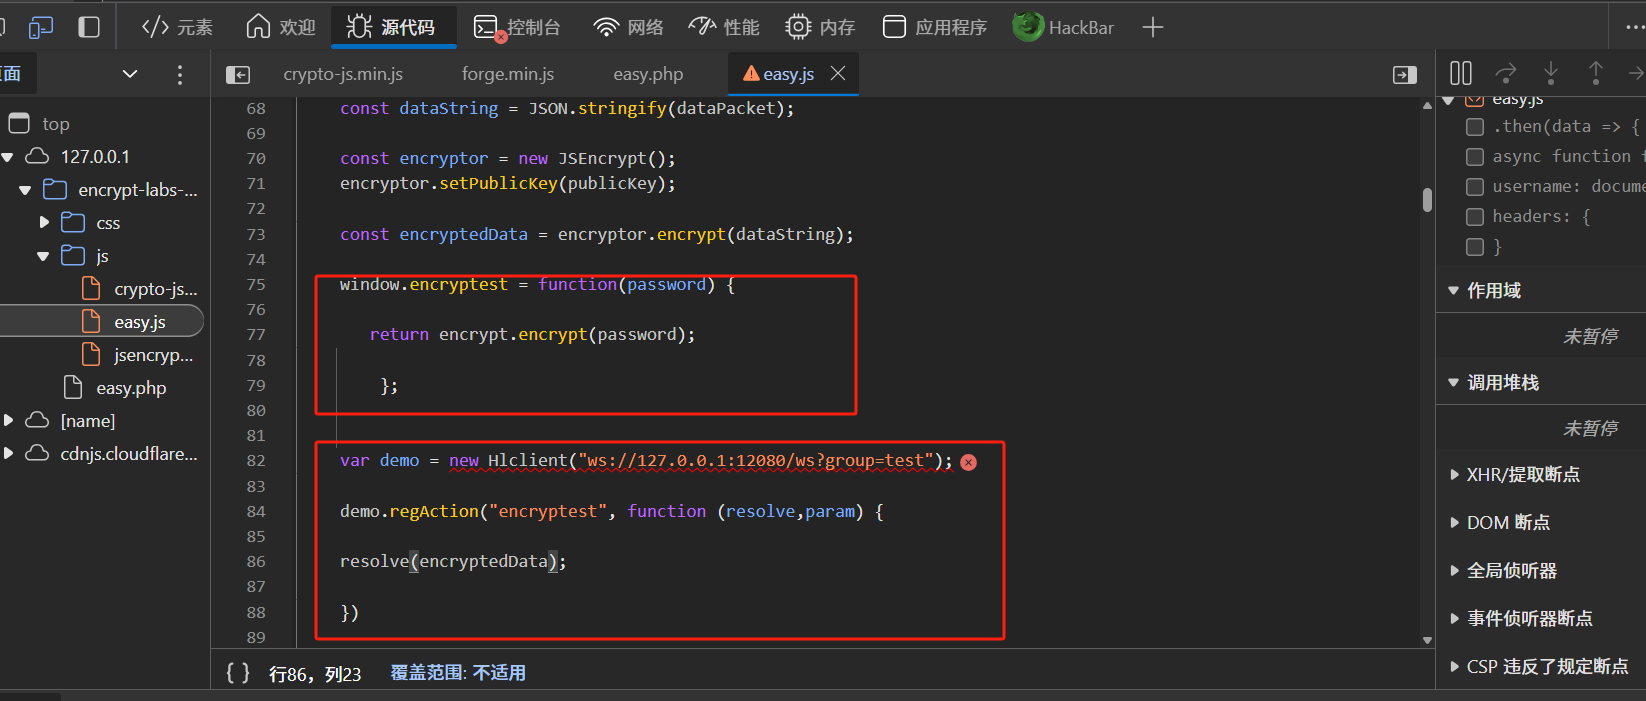 元素 欢迎 源代码 控制台 网络 性能 内存 应用程序 HackBar
页面
crypto-js.min.js forge.min.js easy.php easy.js
top
127.0.0.1
encrypt-labs-...
css
js
crypto-js...
easy.js
jsencryp...
easy.php
[name]
cdnjs.cloudflare...
68 const dataString = JSON.stringify(dataPacket);
69
70 const encryptor = new JSEncrypt();
71 encryptor.setPublicKey(publicKey);
72
73 const encryptedData = encryptor.encrypt(dataString);
74
75 window.encryptest = function(password) {
76
77 return encrypt.encrypt(password);
78
79 };
80
81
82 var demo = new Hlclient("ws://127.0.0.1:12080/ws?group=test");
83
84 demo.regAction("encryptest", function (resolve,param) {
85
86 resolve(encryptedData);
87
88 })
89
{ } 行86，列23 覆盖范围: 不适用
easy.js
.then(data => {
async function f
username: docume
headers: {
}
作用域
未暂停
调用堆栈
未暂停
XHR/提取断点
DOM 断点
全局侦听器
事件侦听器断点
CSP 违反了规定断点